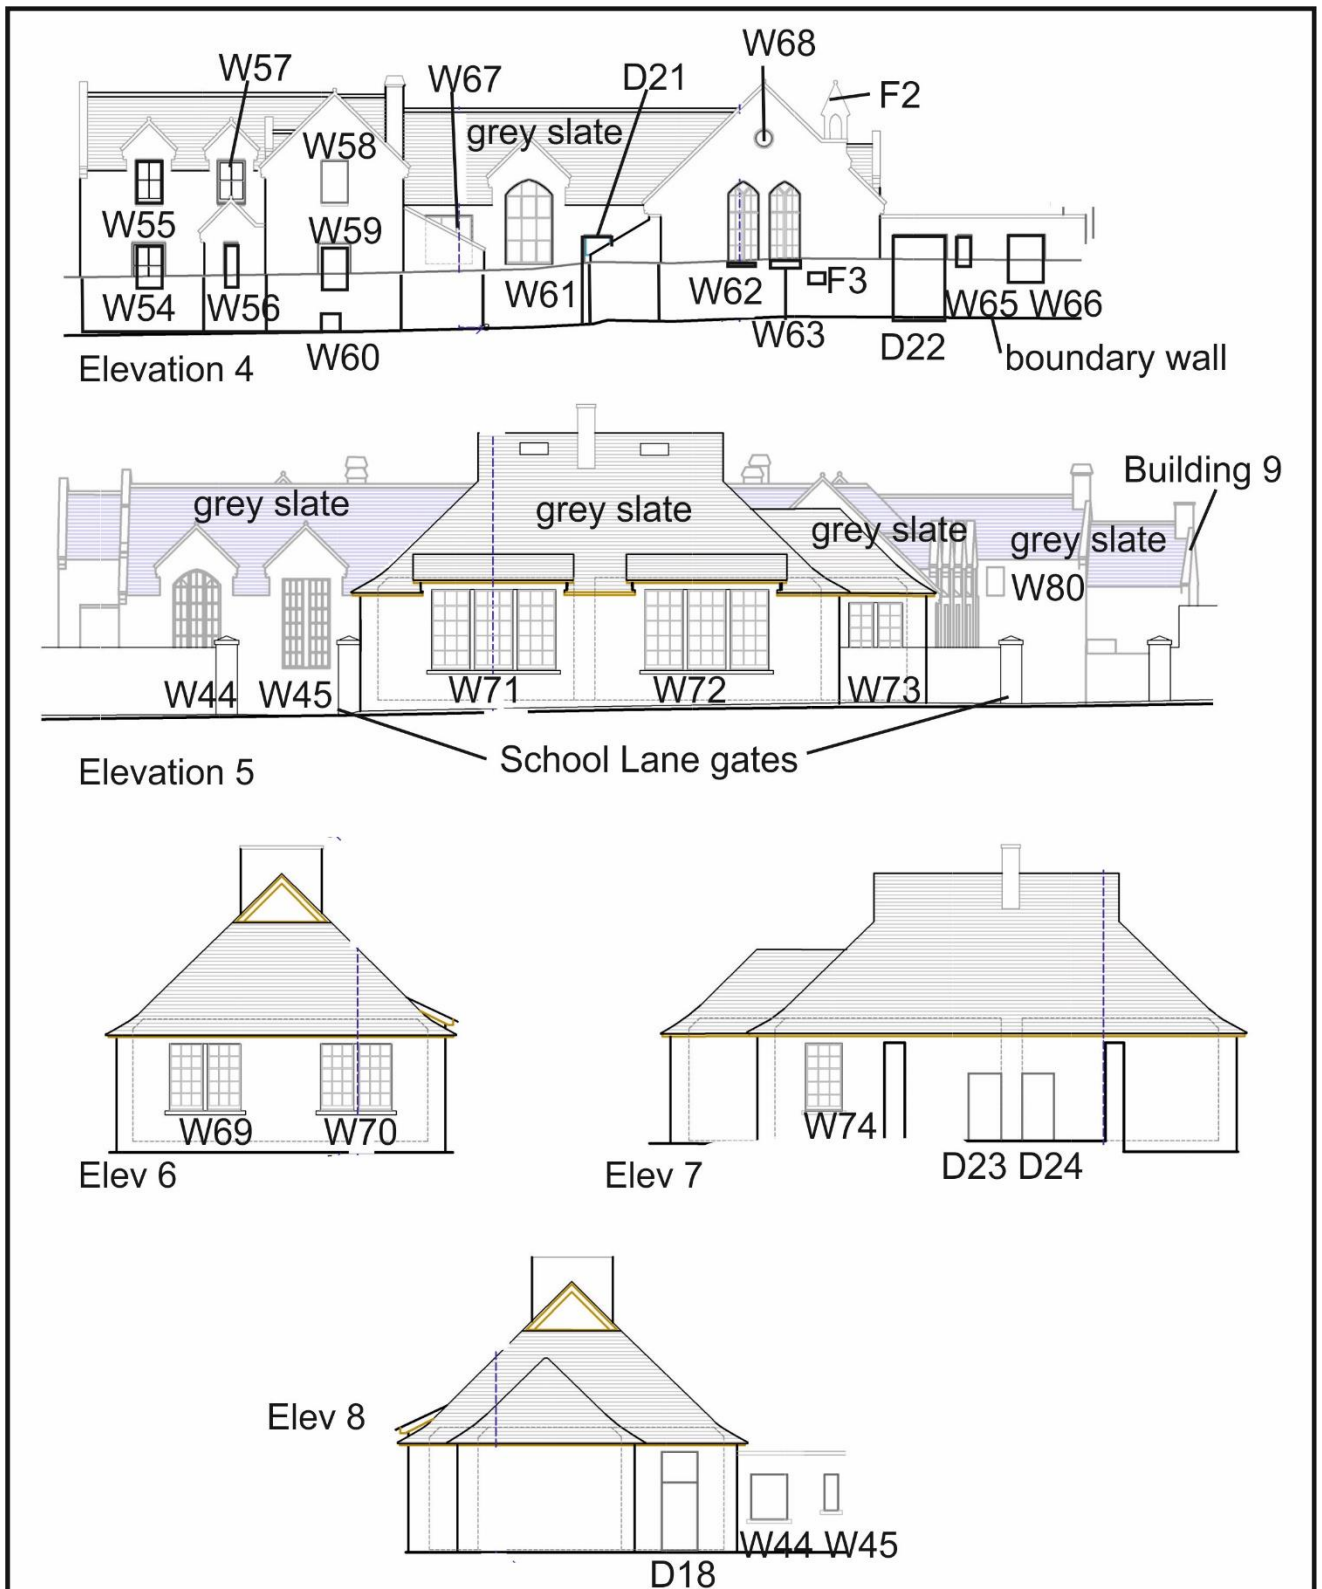 W57
W67
D21
W68
F2
grey slate
W58
W55
W59
W54
W56
W61
W62
F3
W65 W66
W60
W63
D22
boundary wall
Elevation 4
Building 9
grey slate
grey slate
grey slate
grey slate
W80
W44
W45
W71
W72
W73
School Lane gates
Elevation 5
W69
W70
Elev 6
W74
D23 D24
Elev 7
Elev 8
W44 W45
D18